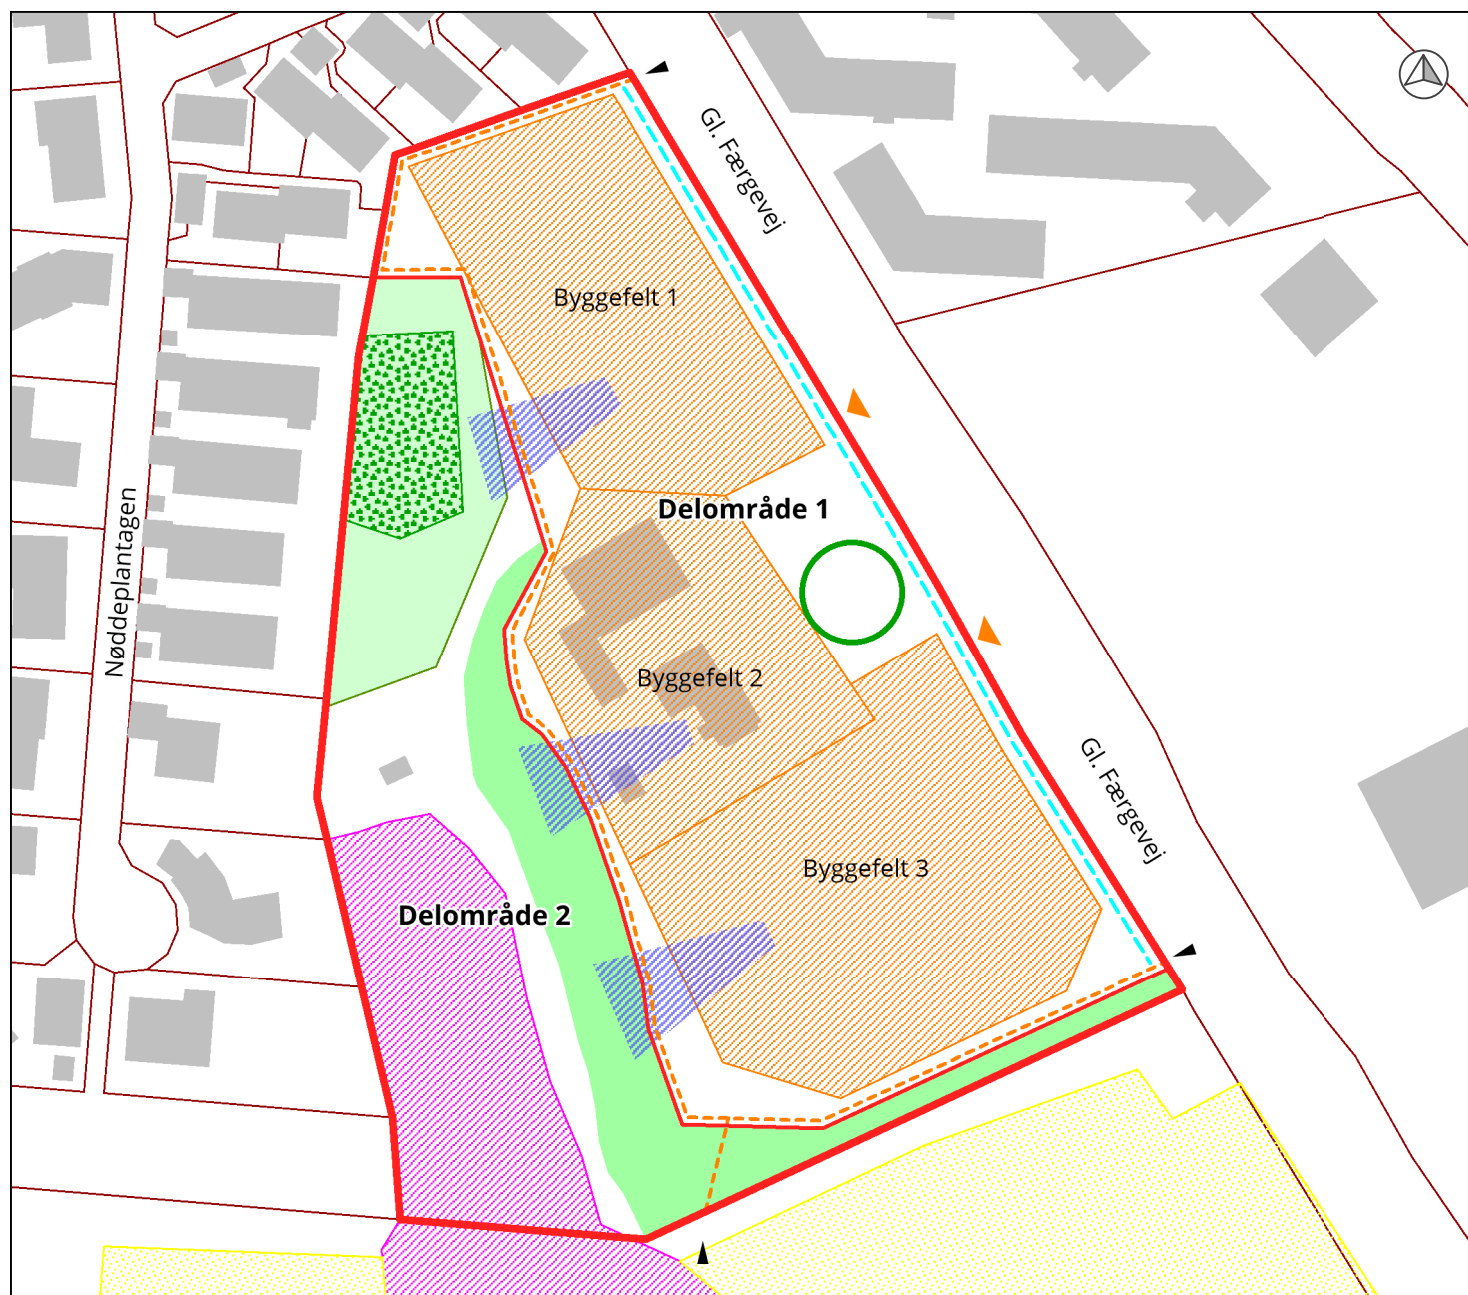 Gl. Færgevej
Byggefelt 1
Delområde 1
Nøddeplantagen
Byggefelt 2
Gl. Færgevej
Byggefelt 3
Delområde 2